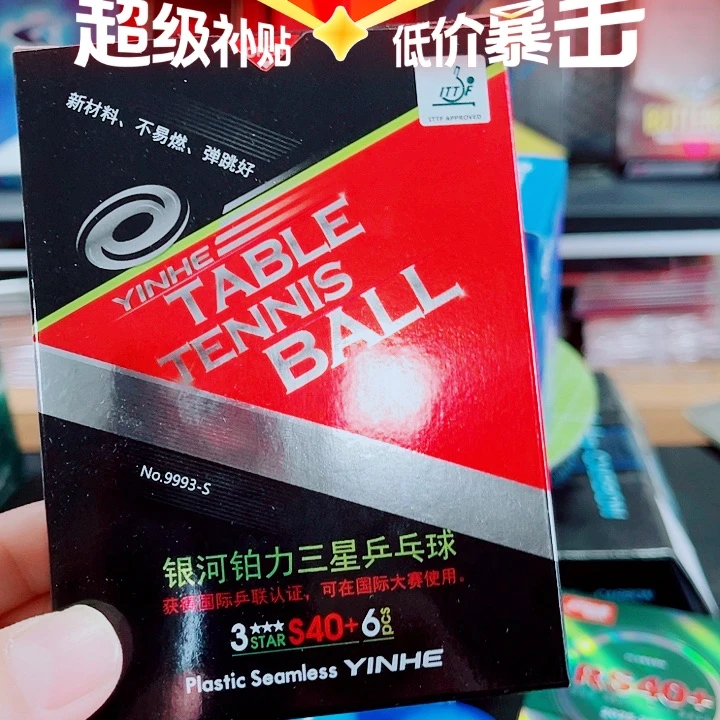 超级补贴 低价暴击
ITTF
ITTF APPROVED
新材料、不易燃、弹跳好
YINHE
TABLE
TENNIS
BALL
No.9993-S
银河铂力三星乒乓球
获得国际乒联认证，可在国际大赛使用。
3 STAR S40+ 6 PCS
Plastic Seamless YINHE
RS40+